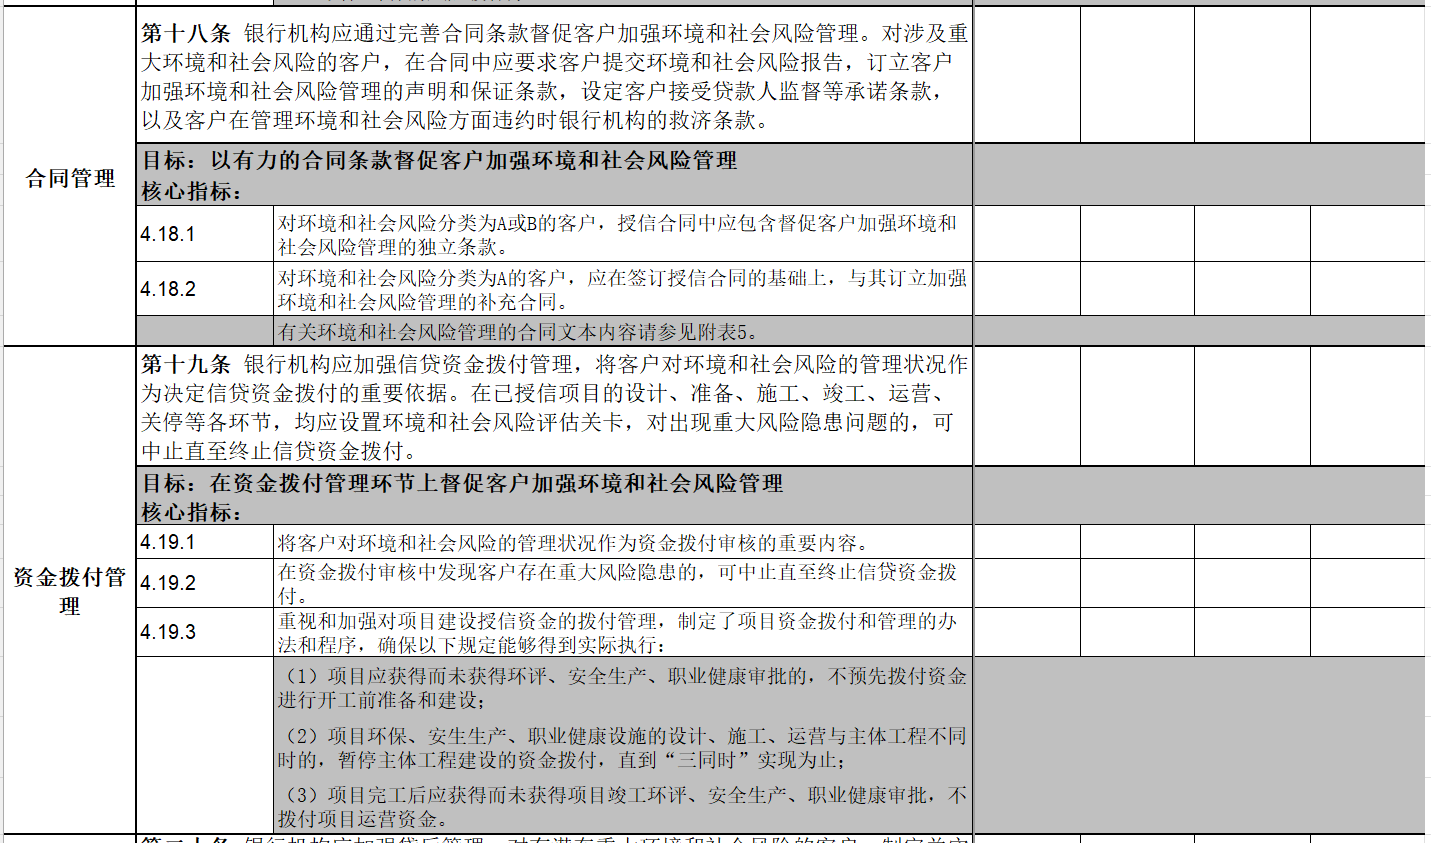 第十八条 银行机构应通过完善合同条款督促客户加强环境和社会风险管理。对涉及重
大环境和社会风险的客户，在合同中应要求客户提交环境和社会风险报告，订立客户
加强环境和社会风险管理的声明和保证条款，设定客户接受贷款人监督等承诺条款，
以及客户在管理环境和社会风险方面违约时银行机构的救济条款。
合同管理
目标：以有力的合同条款督促客户加强环境和社会风险管理
核心指标：
4.18.1
对环境和社会风险分类为A或B的客户，授信合同中应包含督促客户加强环境和
社会风险管理的独立条款。
4.18.2
对环境和社会风险分类为A的客户，应在签订授信合同的基础上，与其订立加强
环境和社会风险管理的补充合同。
有关环境和社会风险管理的合同文本内容请参见附表5。
第十九条 银行机构应加强信贷资金拨付管理，将客户对环境和社会风险的管理状况作
为决定信贷资金拨付的重要依据。在已授信项目的设计、准备、施工、竣工、运营、
关停等各环节，均应设置环境和社会风险评估关卡，对出现重大风险隐患问题的，可
中止直至终止信贷资金拨付。
资金拨付管
理
目标：在资金拨付管理环节上督促客户加强环境和社会风险管理
核心指标：
4.19.1
将客户对环境和社会风险的管理状况作为资金拨付审核的重要内容。
4.19.2
在资金拨付审核中发现客户存在重大风险隐患的，可中止直至终止信贷资金拨
付。
4.19.3
重视和加强对项目建设授信资金的拨付管理，制定了项目资金拨付和管理的办
法和程序，确保以下规定能够得到实际执行：
（1）项目应获得而未获得环评、安全生产、职业健康审批的，不预先拨付资金
进行开工前准备和建设；
（2）项目环保、安生生产、职业健康设施的设计、施工、运营与主体工程不同
时的，暂停主体工程建设的资金拨付，直到“三同时”实现为止；
（3）项目完工后应获得而未获得项目竣工环评、安全生产、职业健康审批，不
拨付项目运营资金。
第二十条 银行机构应加强贷后管理，对有潜在重大环境和社会风险的客户，制定并实